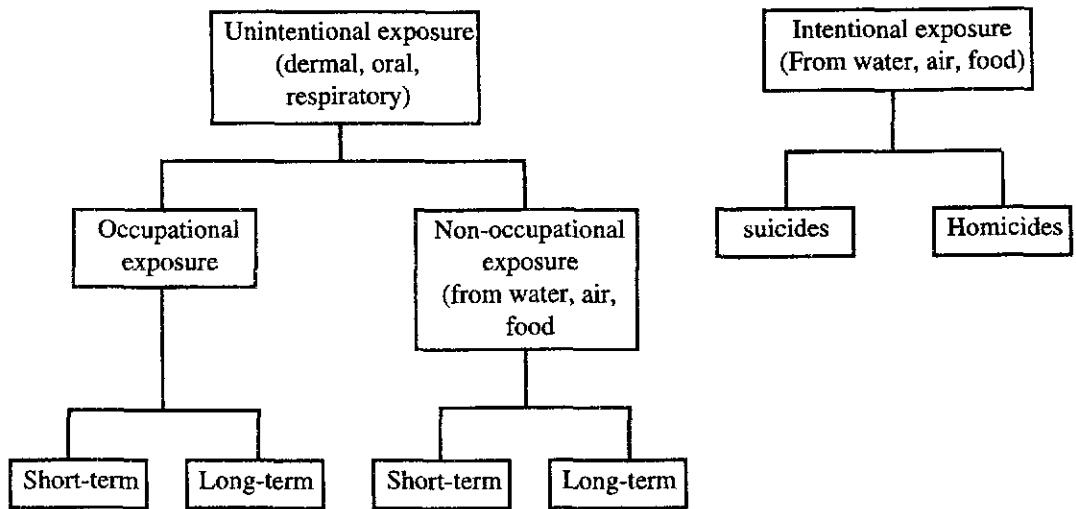 Unintentional exposure
(dermal, oral,
respiratory)
Intentional exposure
(From water, air, food)
Occupational
exposure
Non-occupational
exposure
(from water, air,
food
suicides
Homicides
Short-term
Long-term
Short-term
Long-term